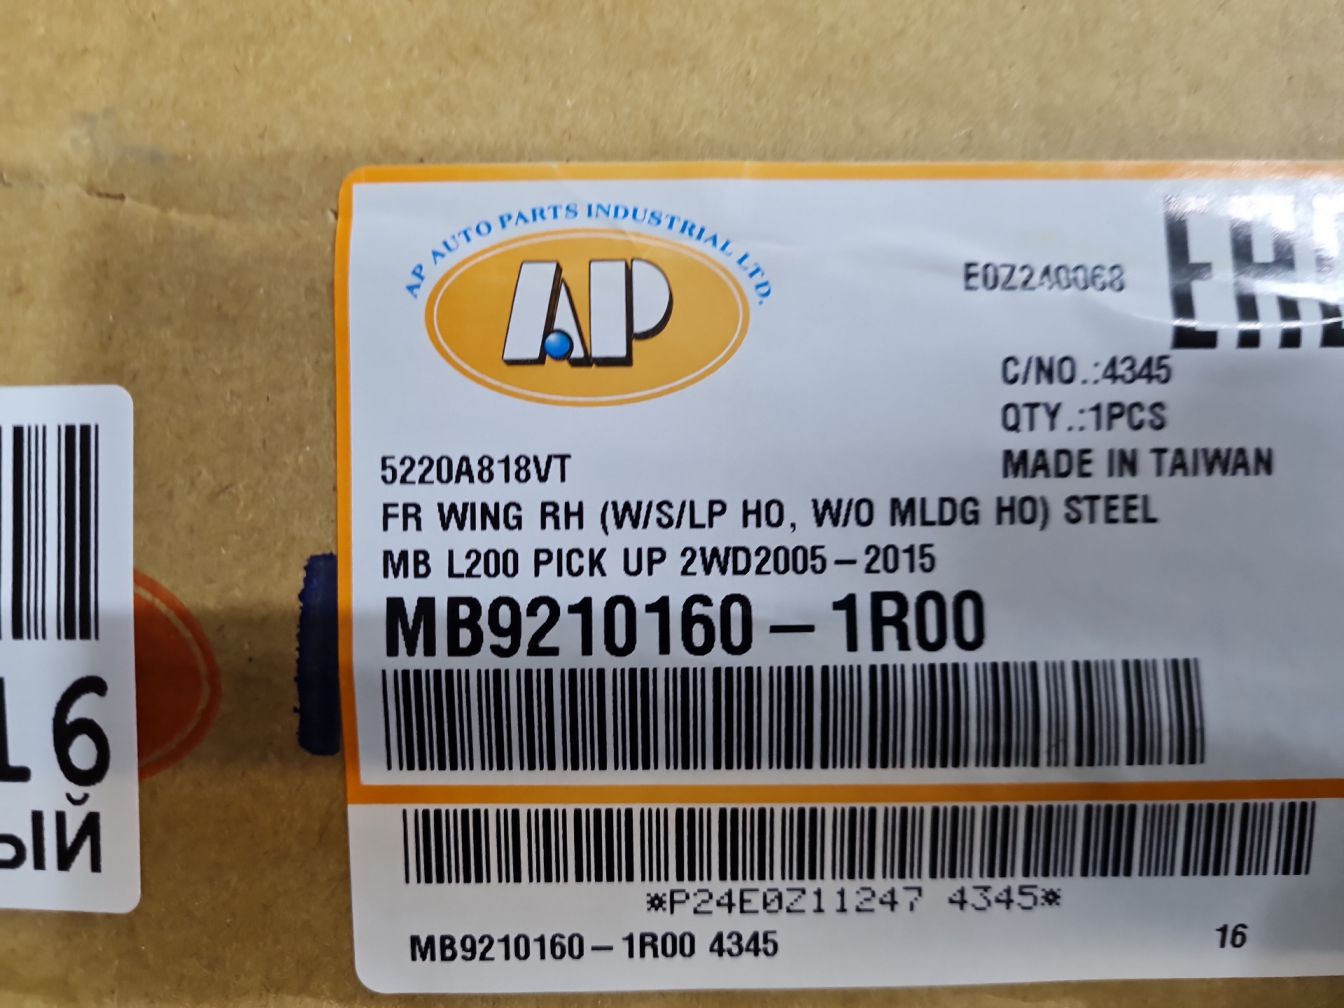 AP AUTO PARTS INDUSTRIAL LTD.
AP
E0Z240068
EAC
C/NO.:4345
QTY.:1PCS
MADE IN TAIWAN
5220A818VT
FR WING RH (W/S/LP HO, W/O MLDG HO) STEEL
MB L200 PICK UP 2WD2005-2015
MB9210160-1R00
*P24E0Z11247 4345*
MB9210160-1R00 4345
16
16
ый